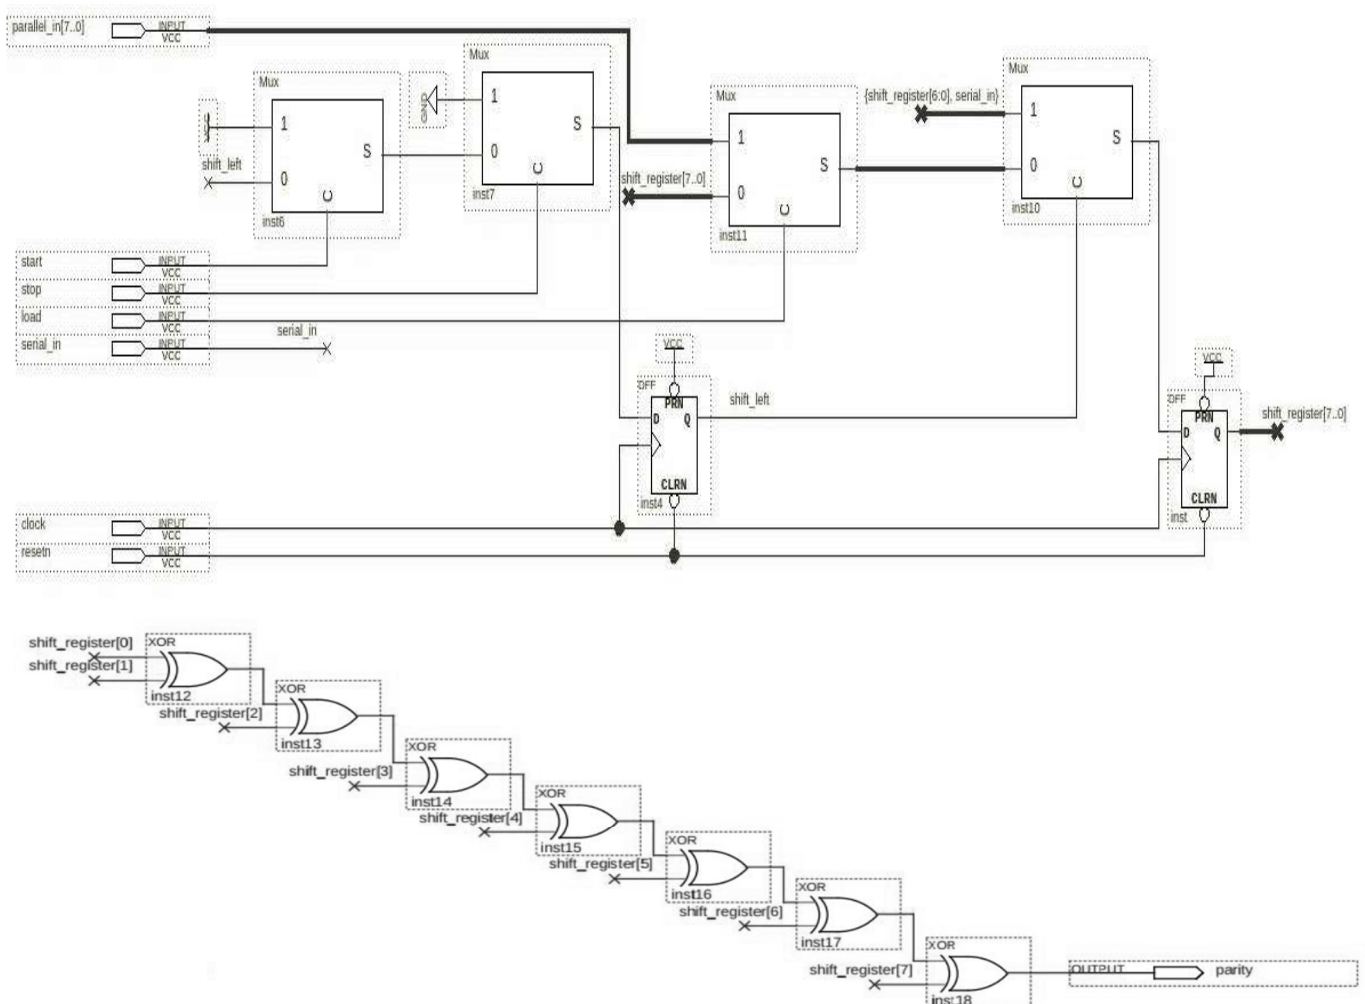 parallel_in[7..0]
INPUT
VCC
Mux
1
0
S
C
inst6
shift_left
Mux
GND
1
0
S
C
inst7
Mux
1
0
S
C
inst11
shift_register[7..0]
Mux
{shift_register[6:0], serial_in}
1
0
S
C
inst10
start
INPUT
VCC
stop
INPUT
VCC
load
INPUT
VCC
serial_in
INPUT
VCC
serial_in
VCC
DFF
PRN
D Q
CLRN
inst4
shift_left
VCC
DFF
PRN
D Q
CLRN
inst
shift_register[7..0]
clock
INPUT
VCC
resetn
INPUT
VCC
shift_register[0]
shift_register[1]
XOR
inst12
shift_register[2]
XOR
inst13
shift_register[3]
XOR
inst14
shift_register[4]
XOR
inst15
shift_register[5]
XOR
inst16
shift_register[6]
XOR
inst17
shift_register[7]
XOR
inst18
OUTPUT
parity